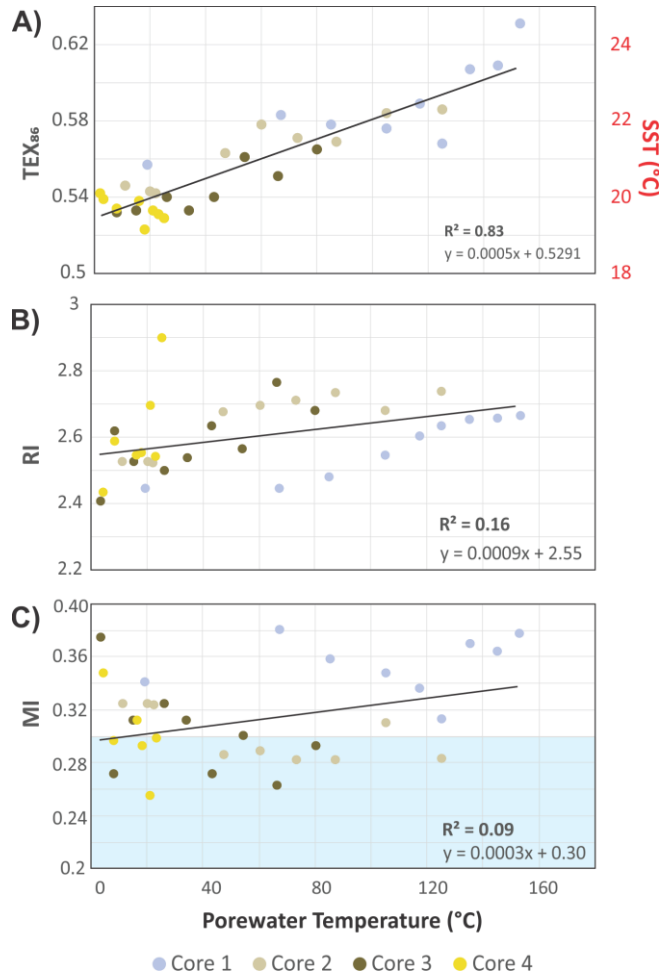 A)
0.62
0.58
0.54
0.5
TEX₈₆
24
22
20
18
SST (°C)
R² = 0.83
y = 0.0005x + 0.5291
B)
3
2.8
2.6
2.4
2.2
RI
R² = 0.16
y = 0.0009x + 2.55
C)
0.40
0.36
0.32
0.28
0.24
0.2
MI
R² = 0.09
y = 0.0003x + 0.30
0 40 80 120 160
Porewater Temperature (°C)
Core 1 Core 2 Core 3 Core 4